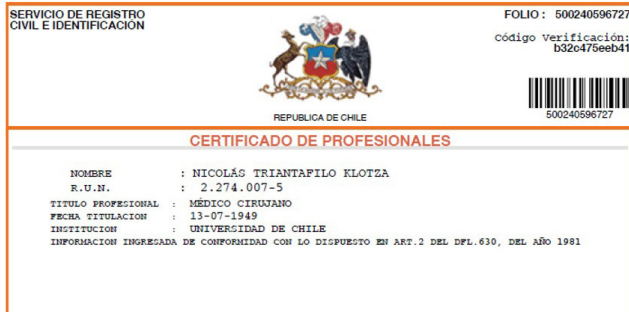 SERVICIO DE REGISTRO
CIVIL E IDENTIFICACIÓN
FOLIO : 500240596727
Código Verificación:
b32c475eeb41
500240596727
REPUBLICA DE CHILE
CERTIFICADO DE PROFESIONALES
NOMBRE : NICOLÁS TRIANTAFILO KLOTZA
R.U.N. : 2.274.007-5
TITULO PROFESIONAL : MÉDICO CIRUJANO
FECHA TITULACION : 13-07-1949
INSTITUCION : UNIVERSIDAD DE CHILE
INFORMACION INGRESADA DE CONFORMIDAD CON LO DISPUESTO EN ART.2 DEL DFL.630, DEL AÑO 1981